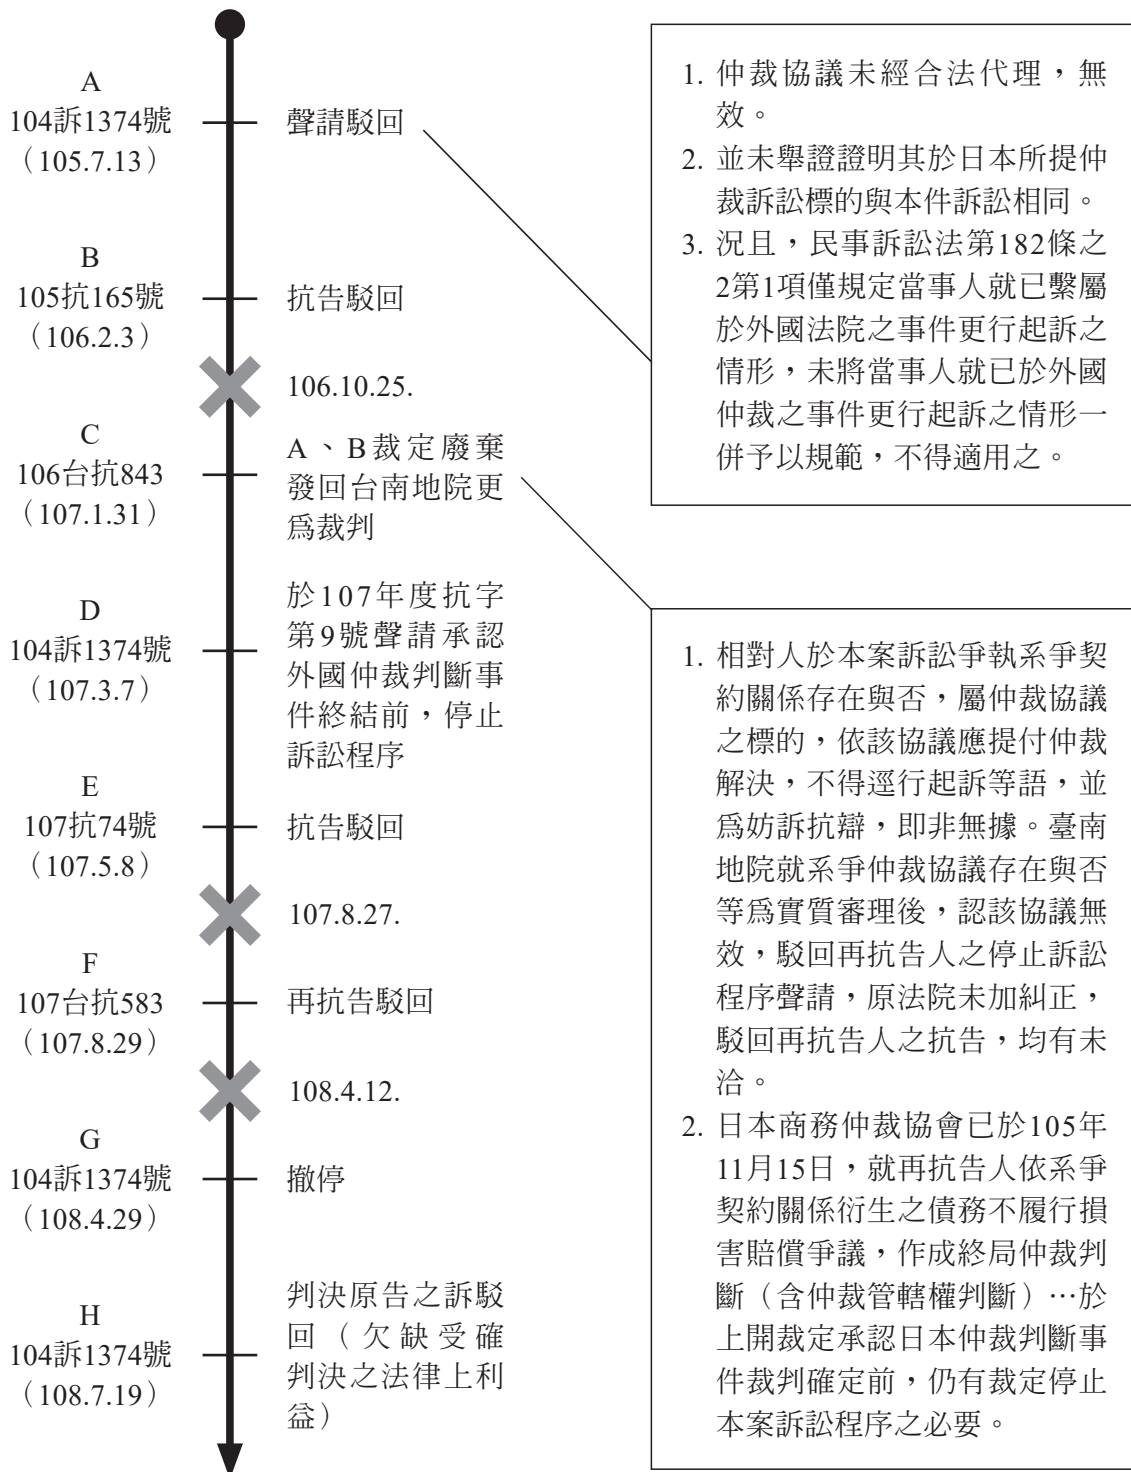 A
104訴1374號
（105.7.13）
聲請駁回
B
105抗165號
（106.2.3）
抗告駁回
106.10.25.
C
106台抗843
（107.1.31）
A、B裁定廢棄
發回台南地院更
為裁判
D
104訴1374號
（107.3.7）
於107年度抗字
第9號聲請承認
外國仲裁判斷事
件終結前，停止
訴訟程序
E
107抗74號
（107.5.8）
抗告駁回
107.8.27.
F
107台抗583
（107.8.29）
再抗告駁回
108.4.12.
G
104訴1374號
（108.4.29）
撤停
H
104訴1374號
（108.7.19）
判決原告之訴駁
回（欠缺受確
判決之法律上利
益）
1. 仲裁協議未經合法代理，無
效。
2. 並未舉證證明其於日本所提仲
裁訴訟標的與本件訴訟相同。
3. 況且，民事訴訟法第182條之
2第1項僅規定當事人就已繫屬
於外國法院之事件更行起訴之
情形，未將當事人就已於外國
仲裁之事件更行起訴之情形一
併予以規範，不得適用之。
1. 相對人於本案訴訟爭執系爭契
約關係存在與否，屬仲裁協議
之標的，依該協議應提付仲裁
解決，不得逕行起訴等語，並
為妨訴抗辯，即非無據。臺南
地院就系爭仲裁協議存在與否
等為實質審理後，認該協議無
效，駁回再抗告人之停止訴訟
程序聲請，原法院未加糾正，
駁回再抗告人之抗告，均有未
洽。
2. 日本商務仲裁協會已於105年
11月15日，就再抗告人依系爭
契約關係衍生之債務不履行損
害賠償爭議，作成終局仲裁判
斷（含仲裁管轄權判斷）…於
上開裁定承認日本仲裁判斷事
件裁判確定前，仍有裁定停止
本案訴訟程序之必要。